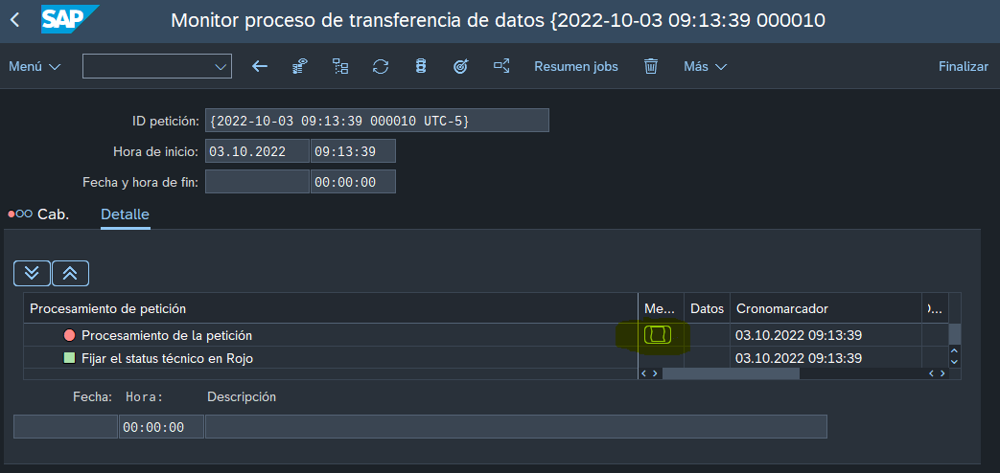 SAP Monitor proceso de transferencia de datos {2022-10-03 09:13:39 000010
Menú Resumen jobs Más Finalizar
ID petición: {2022-10-03 09:13:39 000010 UTC-5}
Hora de inicio: 03.10.2022 09:13:39
Fecha y hora de fin: 00:00:00
Cab. Detalle
Procesamiento de petición Me... Datos Cronomarcador ...
Procesamiento de la petición 03.10.2022 09:13:39
Fijar el status técnico en Rojo 03.10.2022 09:13:39
Fecha: Hora: Descripción
00:00:00